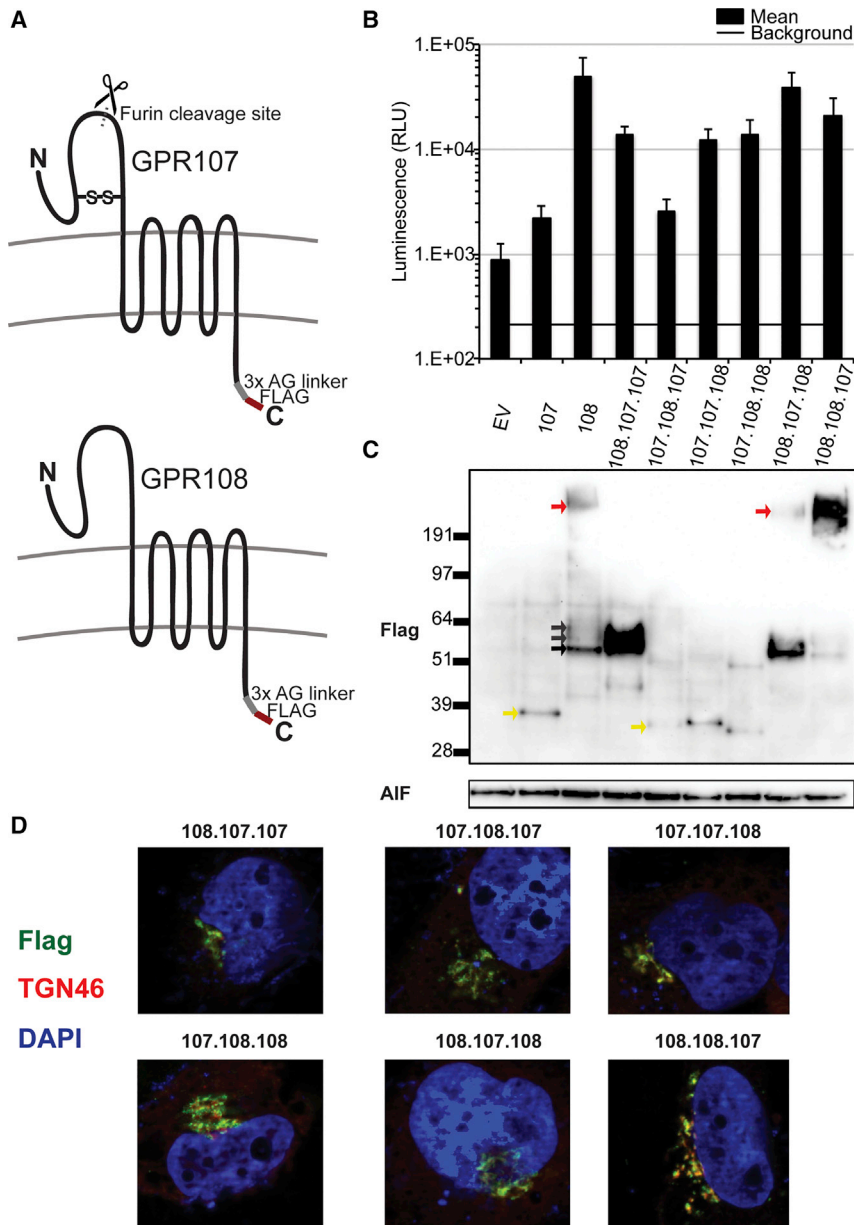 A
Furin cleavage site
N
GPR107
S-S
3x AG linker
FLAG
C
N
GPR108
3x AG linker
FLAG
C
B
Mean
Background
1.E+05
1.E+04
1.E+03
1.E+02
Luminescence (RLU)
EV
107
108
108.107.107
107.108.107
107.107.108
107.108.108
108.107.108
108.108.107
C
191
97
64
Flag
51
39
28
AIF
D
108.107.107
107.108.107
107.107.108
Flag
TGN46
DAPI
107.108.108
108.107.108
108.108.107